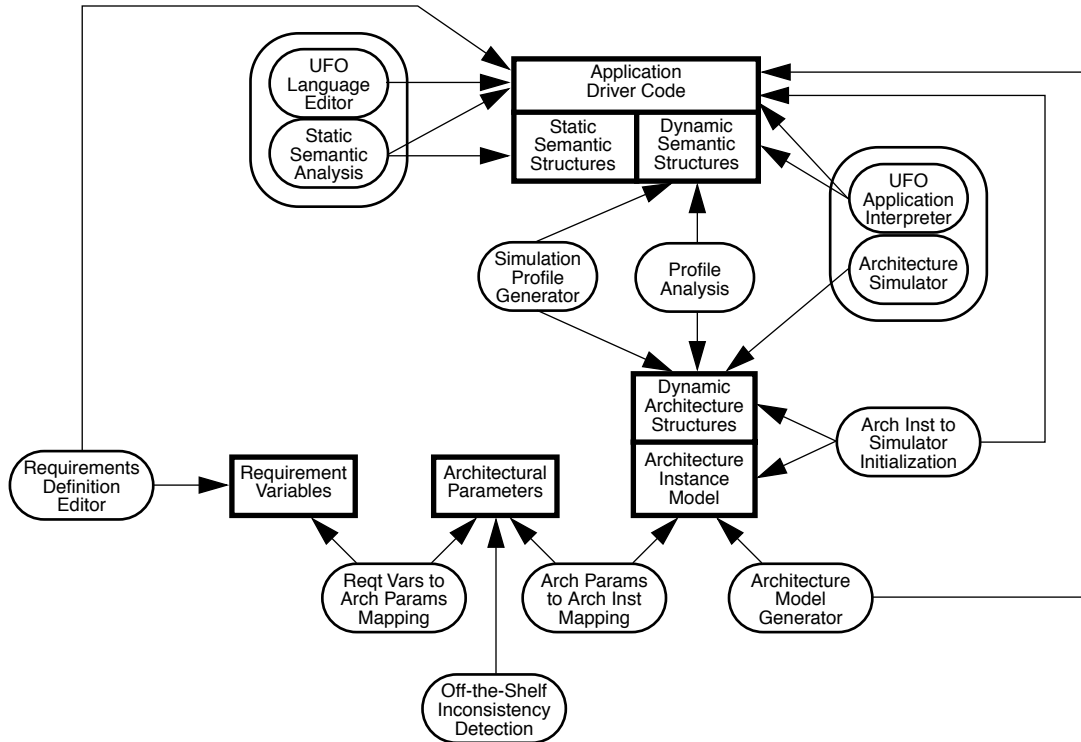 UFO
Language
Editor
Static
Semantic
Analysis
Application
Driver Code
Static
Semantic
Structures
Dynamic
Semantic
Structures
UFO
Application
Interpreter
Architecture
Simulator
Simulation
Profile
Generator
Profile
Analysis
Dynamic
Architecture
Structures
Architecture
Instance
Model
Arch Inst to
Simulator
Initialization
Requirements
Definition
Editor
Requirement
Variables
Architectural
Parameters
Reqt Vars to
Arch Params
Mapping
Arch Params
to Arch Inst
Mapping
Architecture
Model
Generator
Off-the-Shelf
Inconsistency
Detection